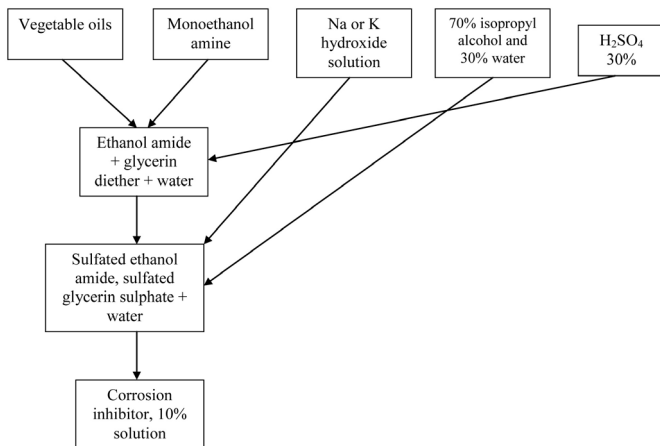 Vegetable oils
Monoethanol
amine
Na or K
hydroxide
solution
70% isopropyl
alcohol and
30% water
H₂SO₄
30%
Ethanol amide
+ glycerin
diether + water
Sulfated ethanol
amide, sulfated
glycerin sulphate +
water
Corrosion
inhibitor, 10%
solution